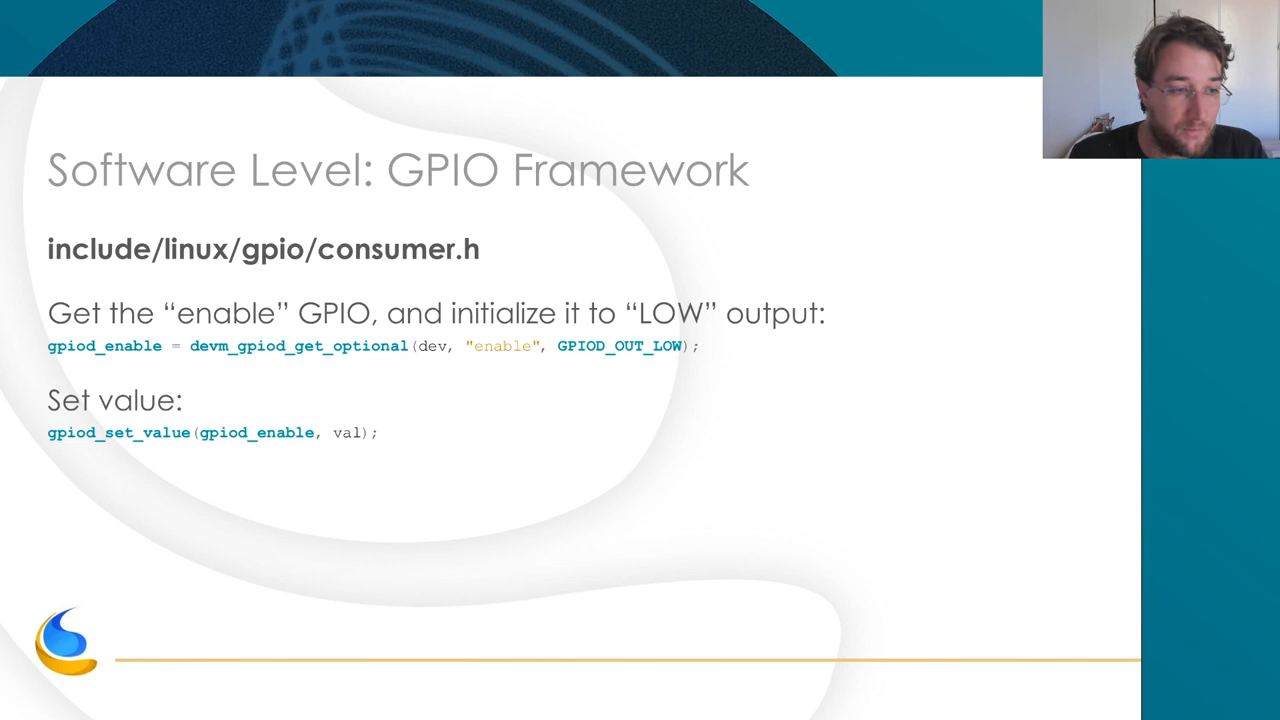 Software Level: GPIO Framework
include/linux/gpio/consumer.h
Get the “enable” GPIO, and initialize it to “LOW” output:
gpiod_enable = devm_gpiod_get_optional(dev, "enable", GPIOD_OUT_LOW);
Set value:
gpiod_set_value(gpiod_enable, val);